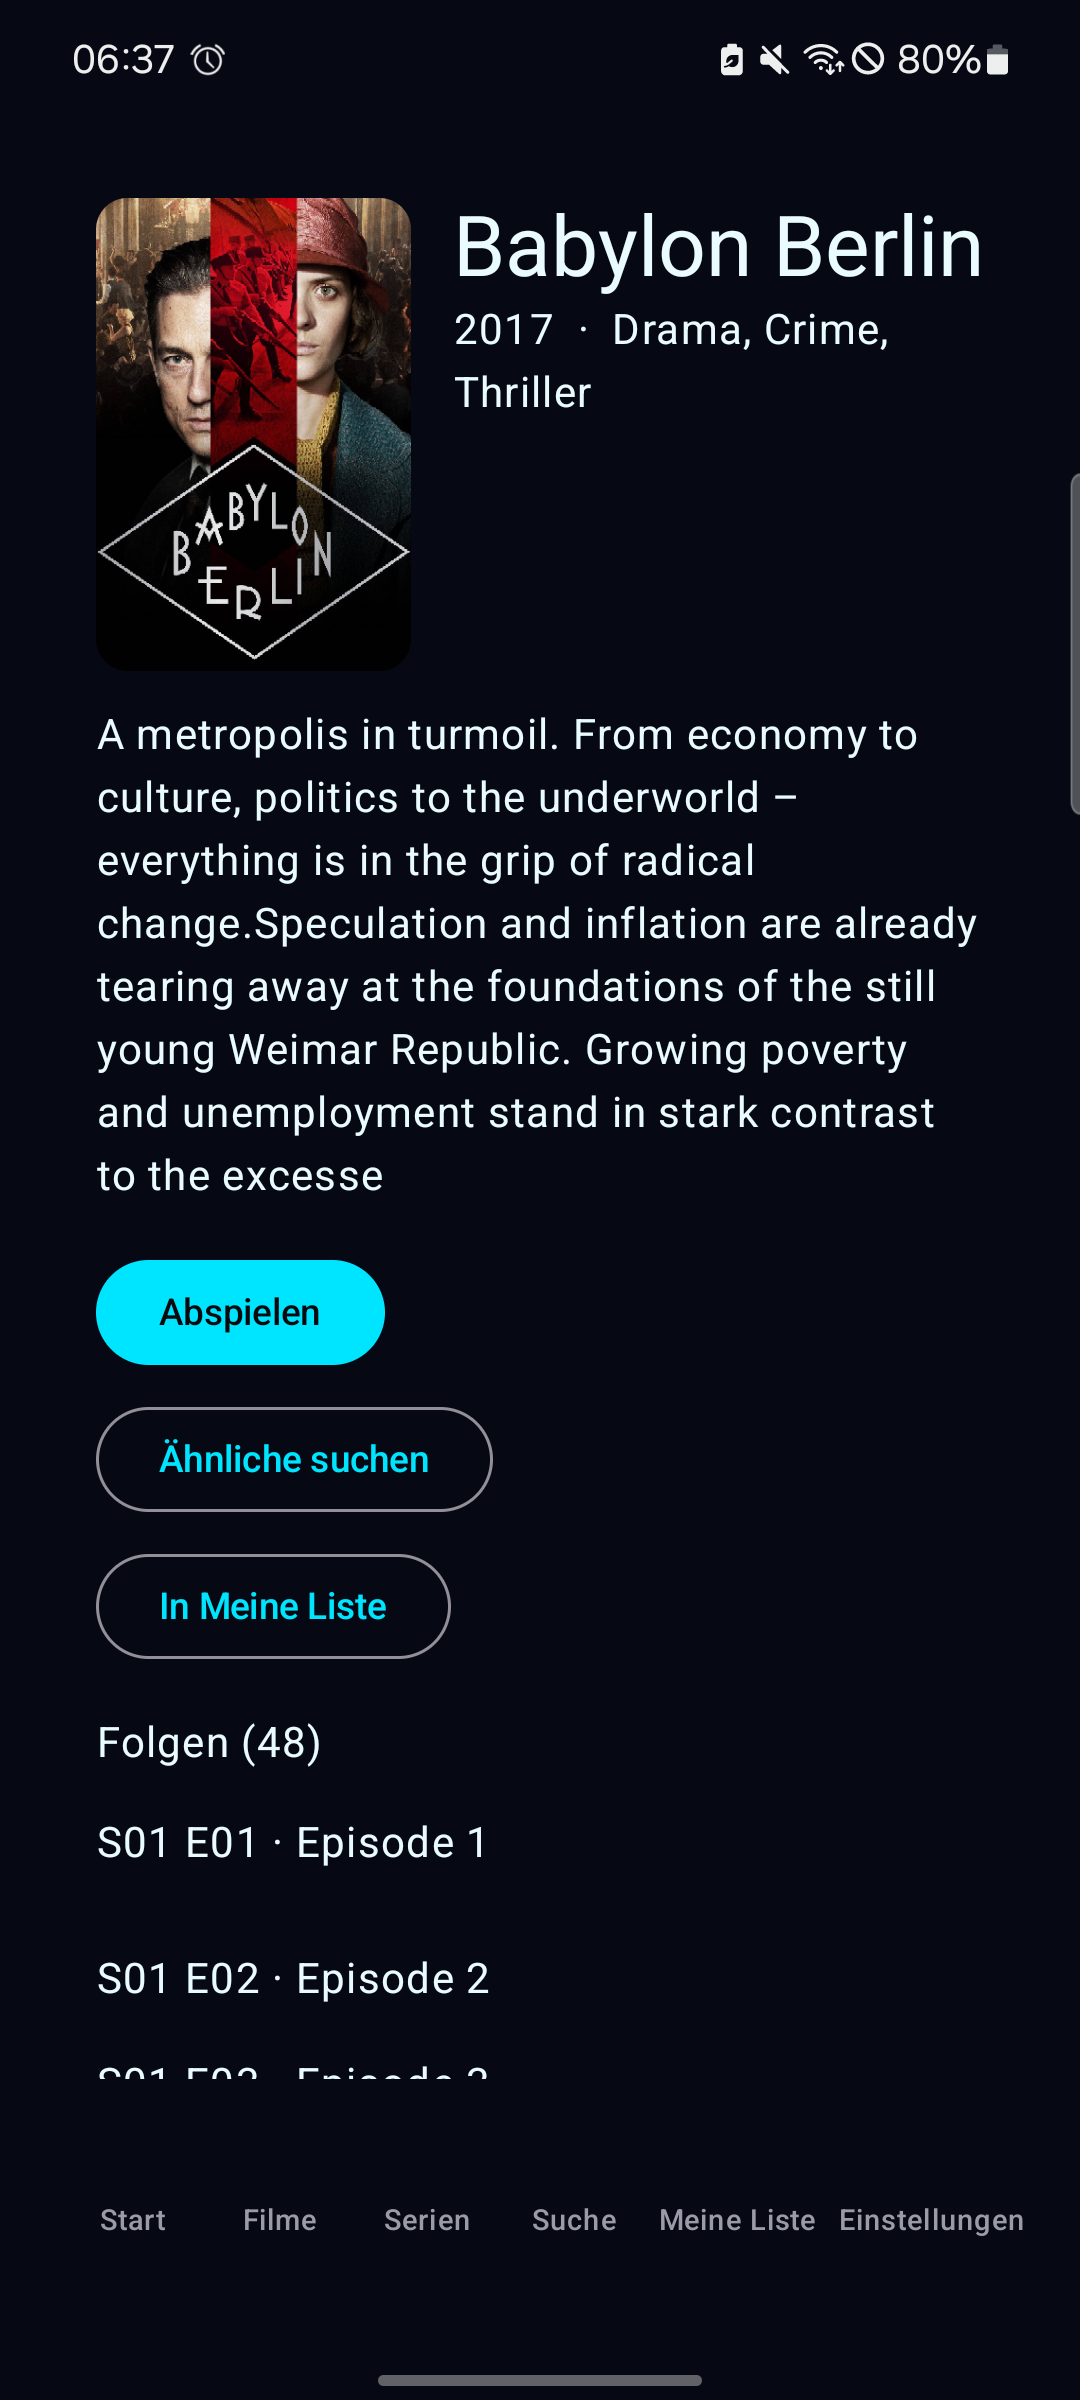 06:37
80%
BABYLON
BERLIN
Babylon Berlin
2017 · Drama, Crime,
Thriller
A metropolis in turmoil. From economy to
culture, politics to the underworld –
everything is in the grip of radical
change.Speculation and inflation are already
tearing away at the foundations of the still
young Weimar Republic. Growing poverty
and unemployment stand in stark contrast
to the excesse
Abspielen
Ähnliche suchen
In Meine Liste
Folgen (48)
S01 E01 · Episode 1
S01 E02 · Episode 2
S01 E03 · Episode 3
Start Filme Serien Suche Meine Liste Einstellungen